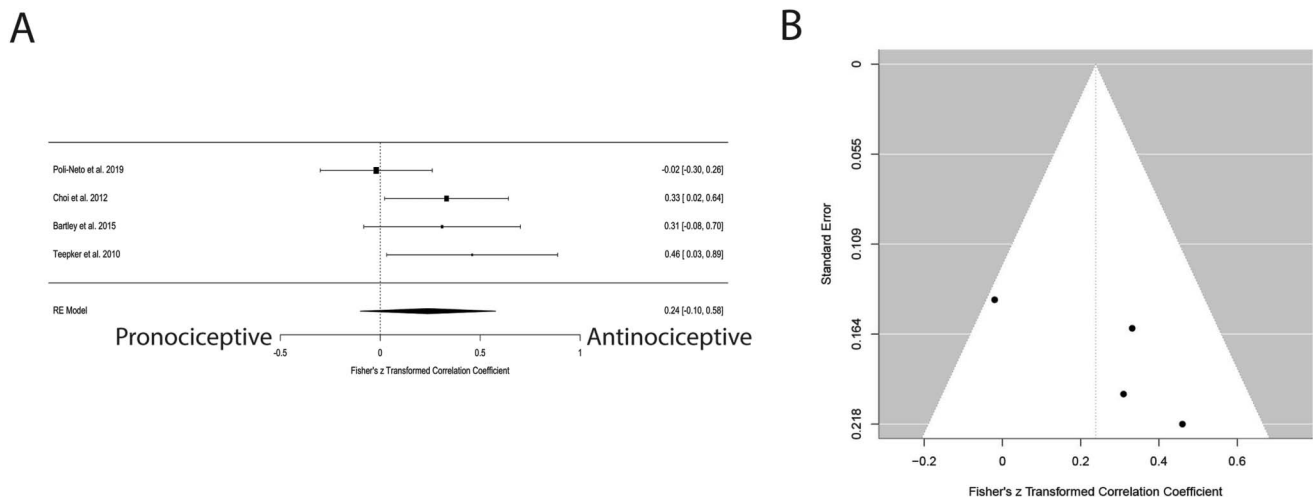 A
Poli-Neto et al. 2019 -0.02 [-0.30, 0.26]
Choi et al. 2012 0.33 [ 0.02, 0.64]
Bartley et al. 2015 0.31 [-0.08, 0.70]
Teepker et al. 2010 0.46 [ 0.03, 0.89]
RE Model 0.24 [-0.10, 0.58]
Pronociceptive Antinociceptive
-0.5 0 0.5 1
Fisher's z Transformed Correlation Coefficient
B
Standard Error
0
0.055
0.109
0.164
0.218
−0.2 0 0.2 0.4 0.6
Fisher's z Transformed Correlation Coefficient